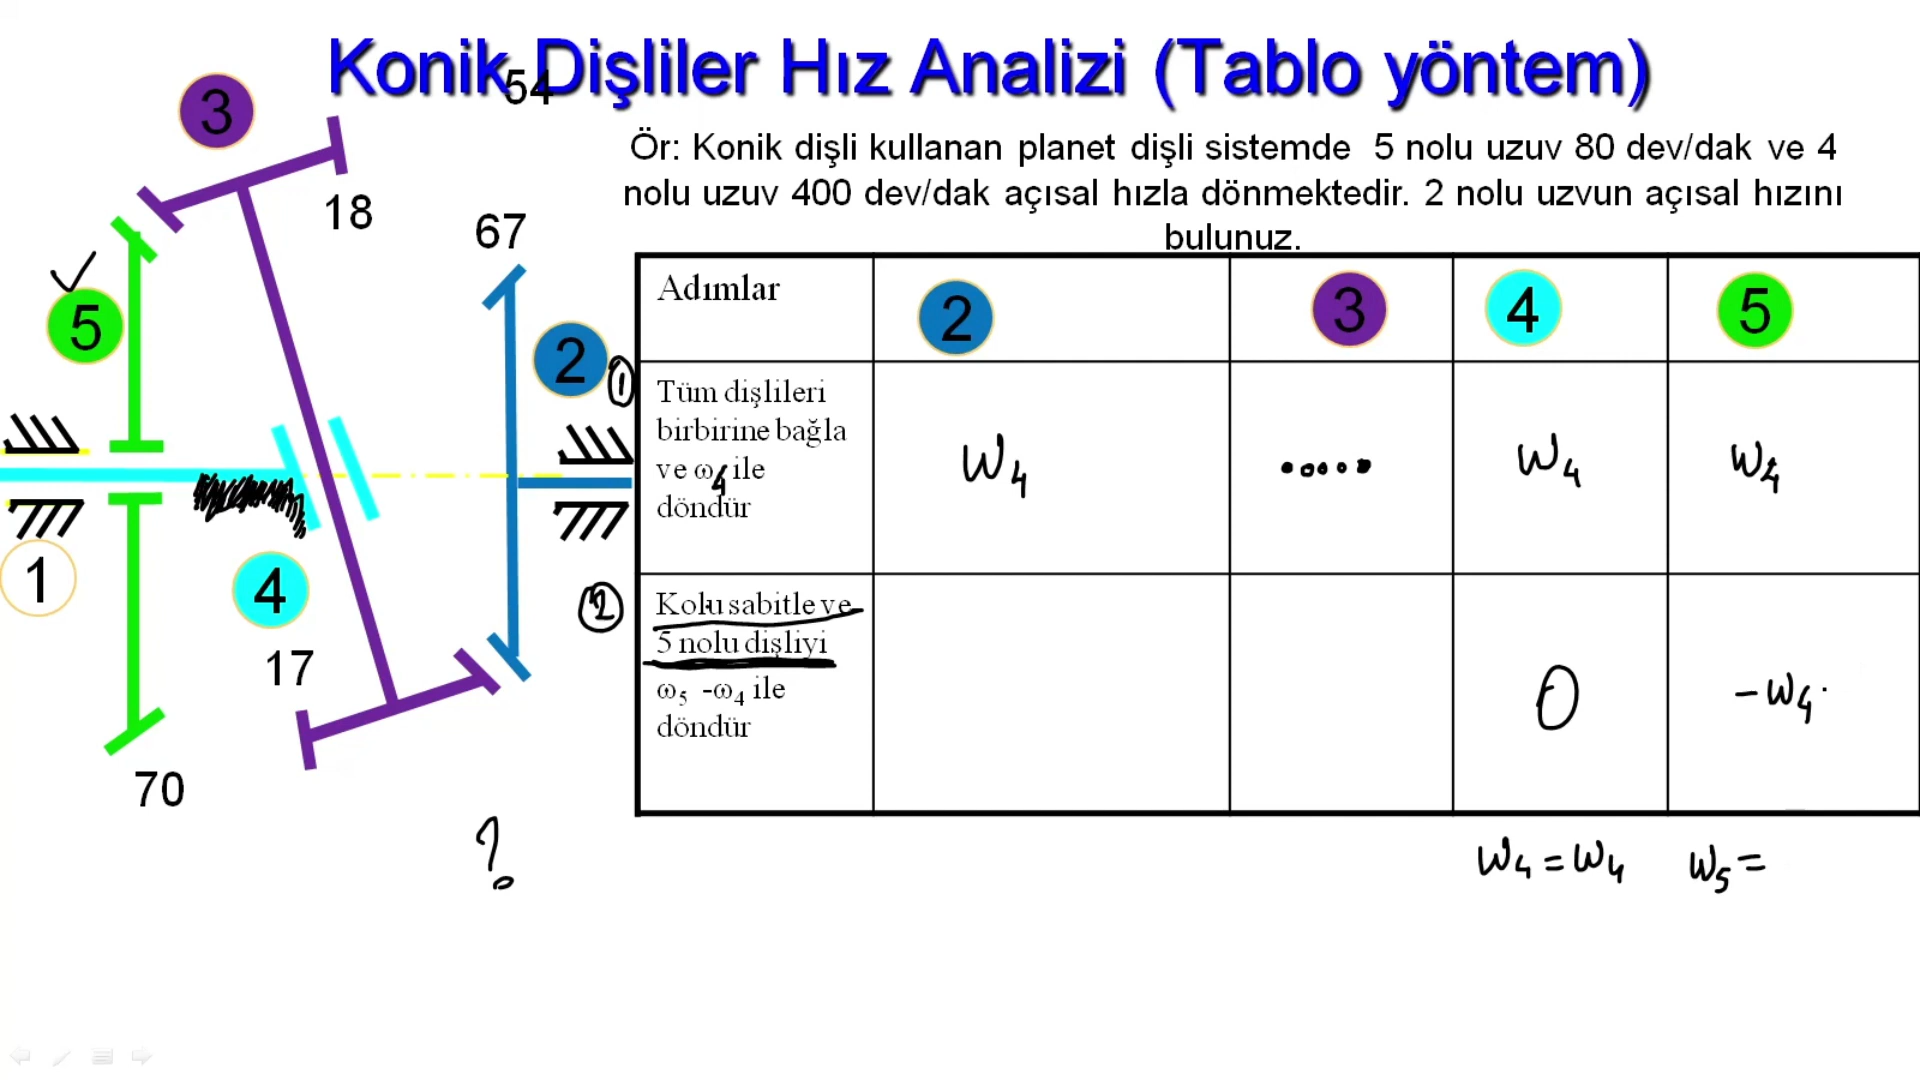 Konik Dişliler Hız Analizi (Tablo yöntem)
54
3
Ör: Konik dişli kullanan planet dişli sistemde 5 nolu uzuv 80 dev/dak ve 4
nolu uzuv 400 dev/dak açısal hızla dönmektedir. 2 nolu uzvun açısal hızını
bulunuz.
18
67
5
2
1
4
17
70
?
Adımlar
2
3
4
5
1
Tüm dişlileri
birbirine bağla
ve ω4 ile
döndür
W4
.....
W4
W4
2
Kolu sabitle ve
5 nolu dişliyi
ω5 -ω4 ile
döndür
0
-W4
W4 = W4
W5 =